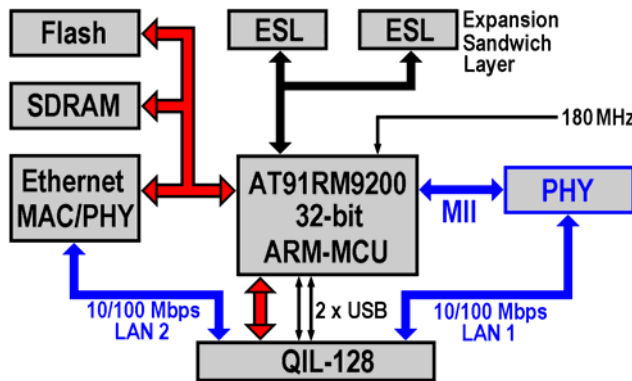 Flash
ESL
ESL
Expansion
Sandwich
Layer
SDRAM
180 MHz
Ethernet
MAC/PHY
AT91RM9200
32-bit
ARM-MCU
MII
PHY
10/100 Mbps
LAN 2
2 x USB
10/100 Mbps
LAN 1
QIL-128